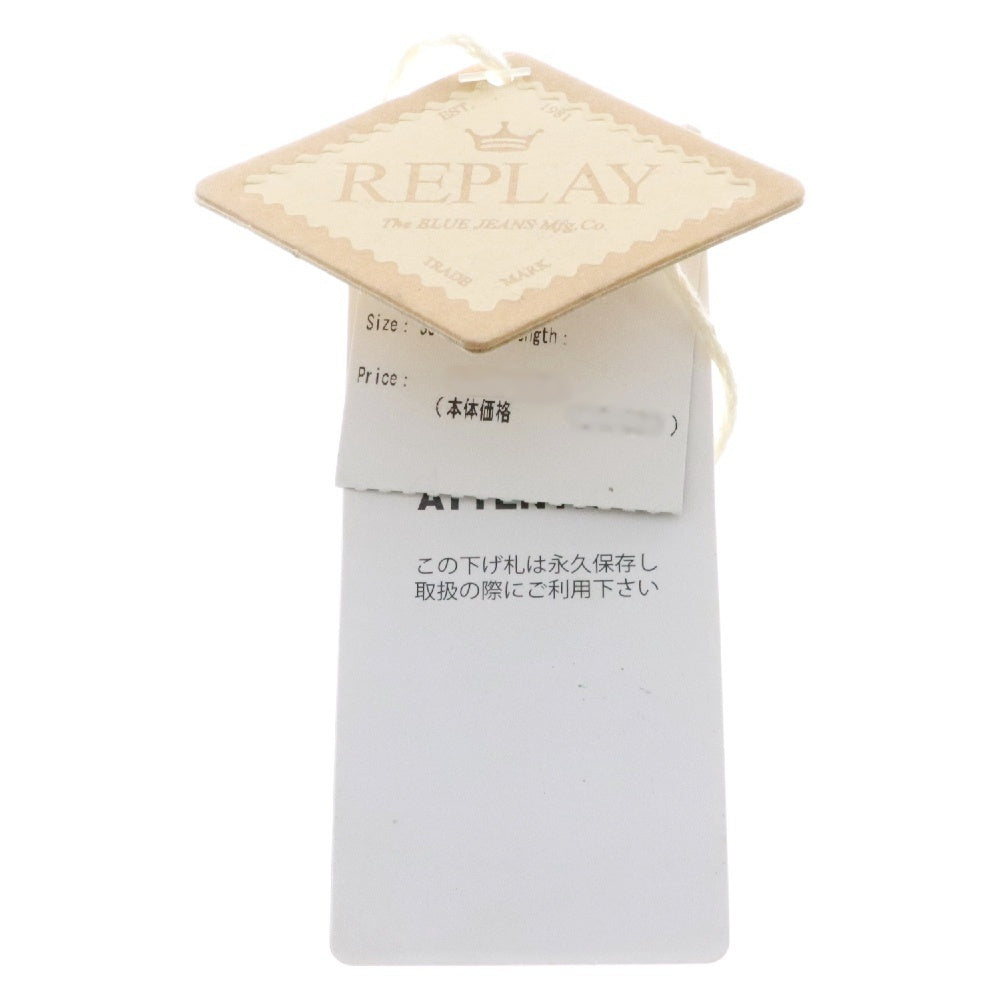 EST. 1981
REPLAY
The BLUE JEANS Mfg. Co.
TRADE MARK
Size:
Price:
(本体価格 )
この下げ札は永久保存し
取扱の際にご利用下さい